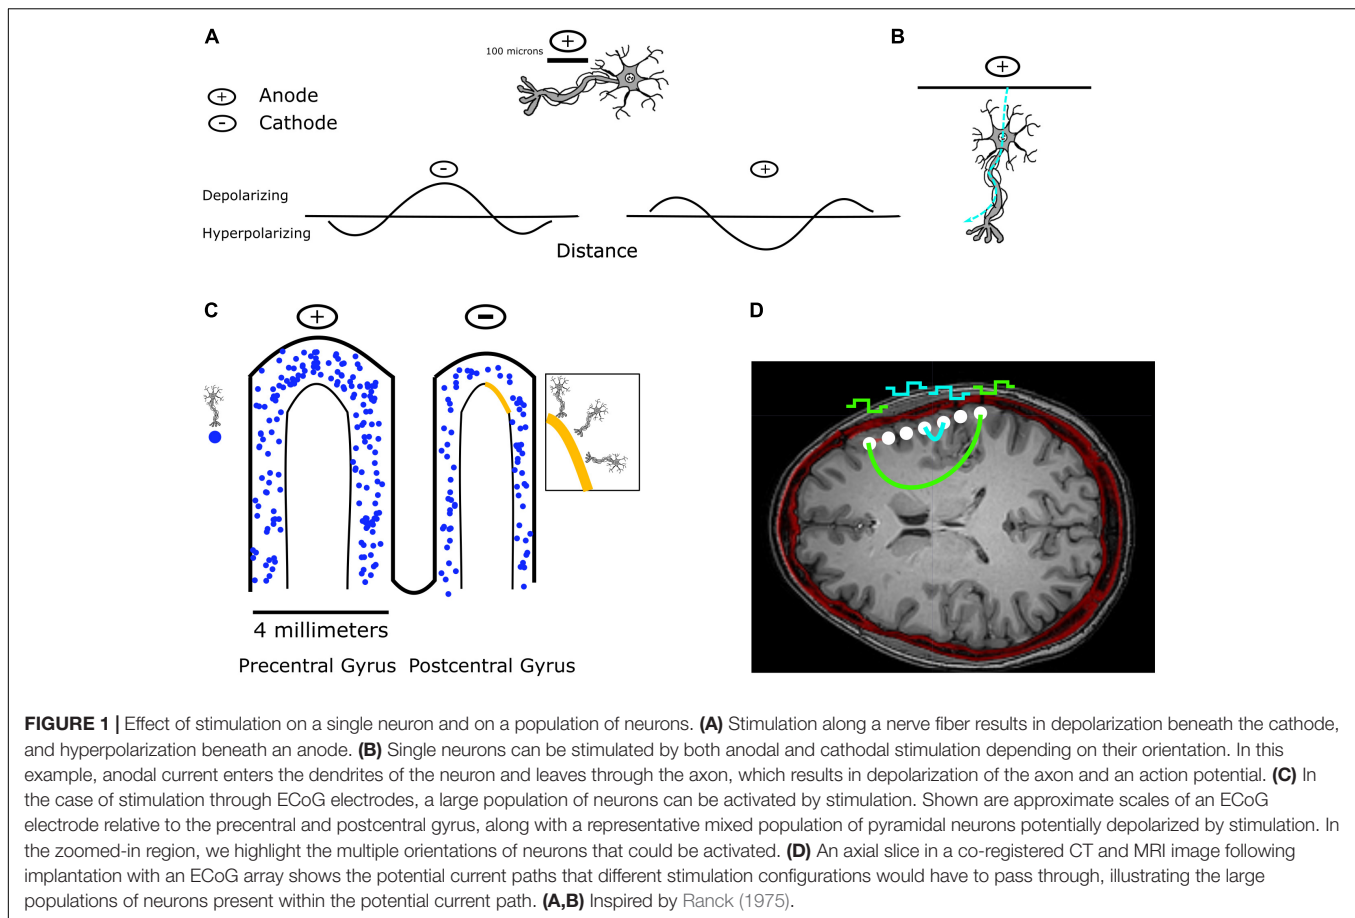 A
B
100 microns
+
+
+ Anode
- Cathode
-
+
Depolarizing
Hyperpolarizing
Distance
C
+
-
D
4 millimeters
Precentral Gyrus Postcentral Gyrus
FIGURE 1 | Effect of stimulation on a single neuron and on a population of neurons. (A) Stimulation along a nerve fiber results in depolarization beneath the cathode,
and hyperpolarization beneath an anode. (B) Single neurons can be stimulated by both anodal and cathodal stimulation depending on their orientation. In this
example, anodal current enters the dendrites of the neuron and leaves through the axon, which results in depolarization of the axon and an action potential. (C) In
the case of stimulation through ECoG electrodes, a large population of neurons can be activated by stimulation. Shown are approximate scales of an ECoG
electrode relative to the precentral and postcentral gyrus, along with a representative mixed population of pyramidal neurons potentially depolarized by stimulation. In
the zoomed-in region, we highlight the multiple orientations of neurons that could be activated. (D) An axial slice in a co-registered CT and MRI image following
implantation with an ECoG array shows the potential current paths that different stimulation configurations would have to pass through, illustrating the large
populations of neurons present within the potential current path. (A,B) Inspired by Ranck (1975).